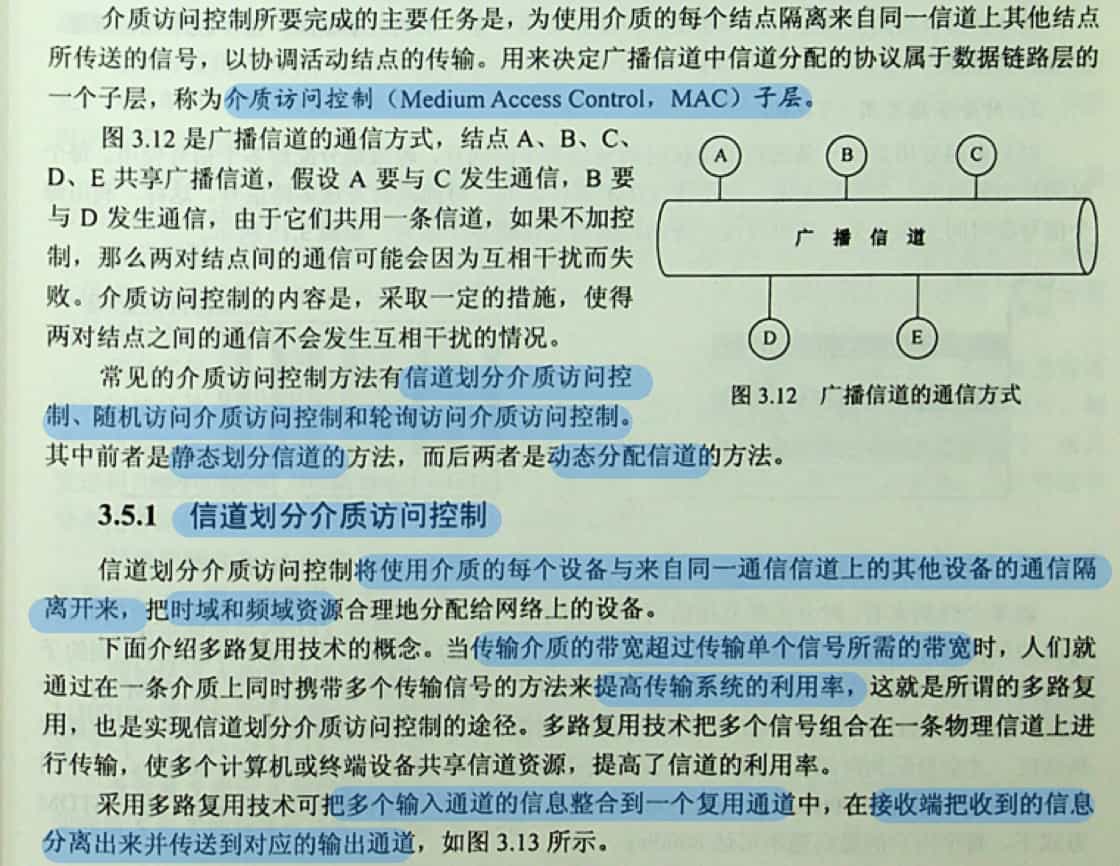 介质访问控制所要完成的主要任务是，为使用介质的每个结点隔离来自同一信道上其他结点
所传送的信号，以协调活动结点的传输。用来决定广播信道中信道分配的协议属于数据链路层的
一个子层，称为介质访问控制（Medium Access Control，MAC）子层。
图 3.12 是广播信道的通信方式，结点 A、B、C、
D、E 共享广播信道，假设 A 要与 C 发生通信，B 要
与 D 发生通信，由于它们共用一条信道，如果不加控
制，那么两对结点间的通信可能会因为互相干扰而失
败。介质访问控制的内容是，采取一定的措施，使得
两对结点之间的通信不会发生互相干扰的情况。
A
B
C
广播信道
D
E
图 3.12 广播信道的通信方式
常见的介质访问控制方法有信道划分介质访问控
制、随机访问介质访问控制和轮询访问介质访问控制。
其中前者是静态划分信道的方法，而后两者是动态分配信道的方法。
3.5.1 信道划分介质访问控制
信道划分介质访问控制将使用介质的每个设备与来自同一通信信道上的其他设备的通信隔
离开来，把时域和频域资源合理地分配给网络上的设备。
下面介绍多路复用技术的概念。当传输介质的带宽超过传输单个信号所需的带宽时，人们就
通过在一条介质上同时携带多个传输信号的方法来提高传输系统的利用率，这就是所谓的多路复
用，也是实现信道划分介质访问控制的途径。多路复用技术把多个信号组合在一条物理信道上进
行传输，使多个计算机或终端设备共享信道资源，提高了信道的利用率。
采用多路复用技术可把多个输入通道的信息整合到一个复用通道中，在接收端把收到的信息
分离出来并传送到对应的输出通道，如图 3.13 所示。